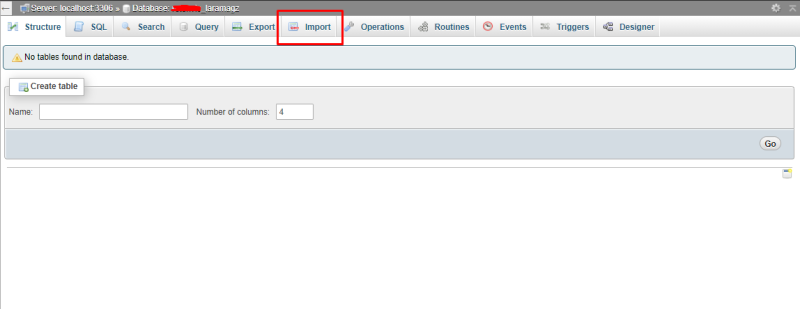 Server: localhost:3306 » Database: _laramagz
Structure SQL Search Query Export Import Operations Routines Events Triggers Designer
No tables found in database.
Create table
Name: Number of columns: 4
Go